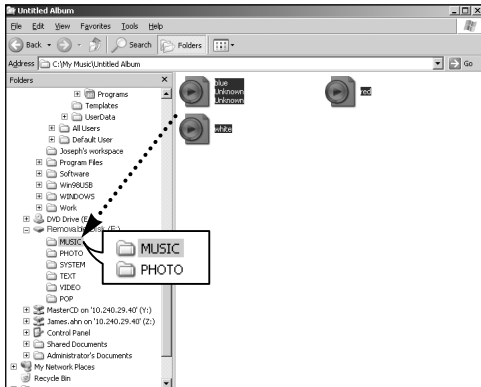 Untitled Album
File Edit View Favorites Tools Help
Back Search Folders
Address C:\My Music\Untitled Album Go
Folders
Programs
Templates
UserData
All Users
Default User
Joseph's workspace
Program Files
Software
Win98USB
WINDOWS
Work
DVD Drive (E:)
Removable Disk (F:)
MUSIC
PHOTO
SYSTEM
TEXT
VIDEO
POP
MasterCD on '10.240.29.40' (Y:)
James.ahn on '10.240.29.40' (Z:)
Control Panel
Shared Documents
Administrator's Documents
My Network Places
Recycle Bin
blue
Unknown
Unknown
red
white
MUSIC
PHOTO